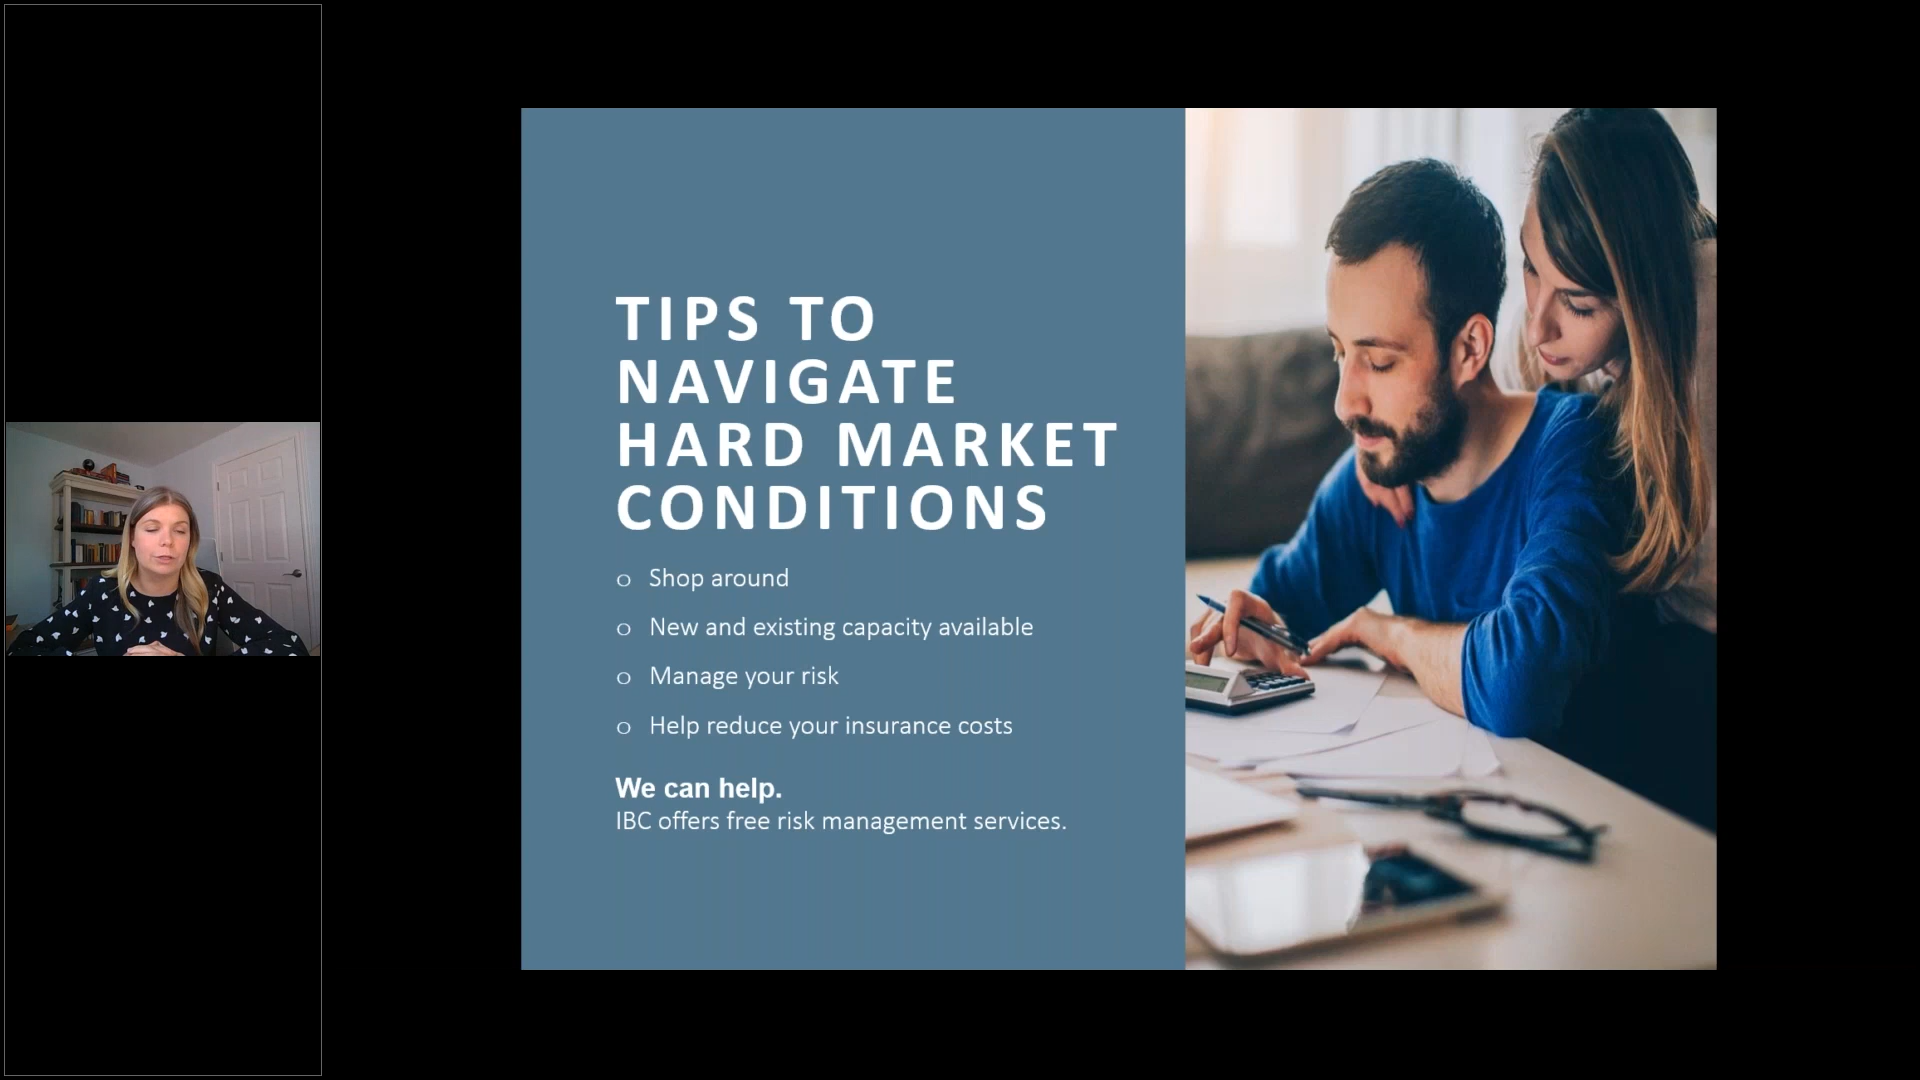 TIPS TO
NAVIGATE
HARD MARKET
CONDITIONS
o Shop around
o New and existing capacity available
o Manage your risk
o Help reduce your insurance costs
We can help.
IBC offers free risk management services.